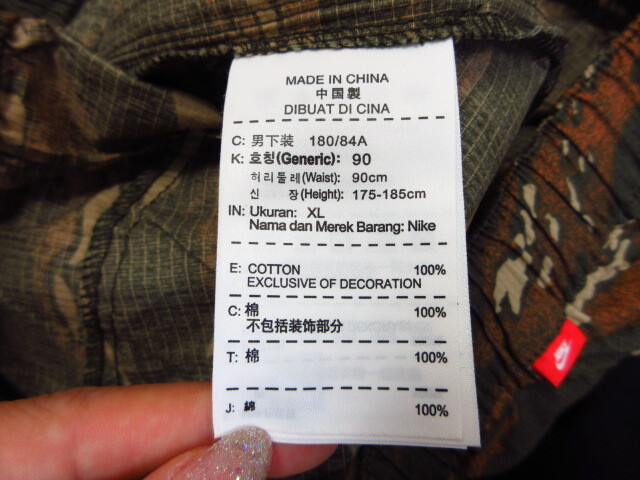 MADE IN CHINA
中国製
DIBUAT DI CINA
C: 男下装 180/84A
K: 호칭(Generic): 90
허리둘레(Waist): 90cm
신 장(Height): 175-185cm
IN: Ukuran: XL
Nama dan Merek Barang: Nike
E: COTTON 100%
EXCLUSIVE OF DECORATION
C: 棉 100%
不包括装饰部分
T: 棉 100%
J: 綿 100%
NIKE